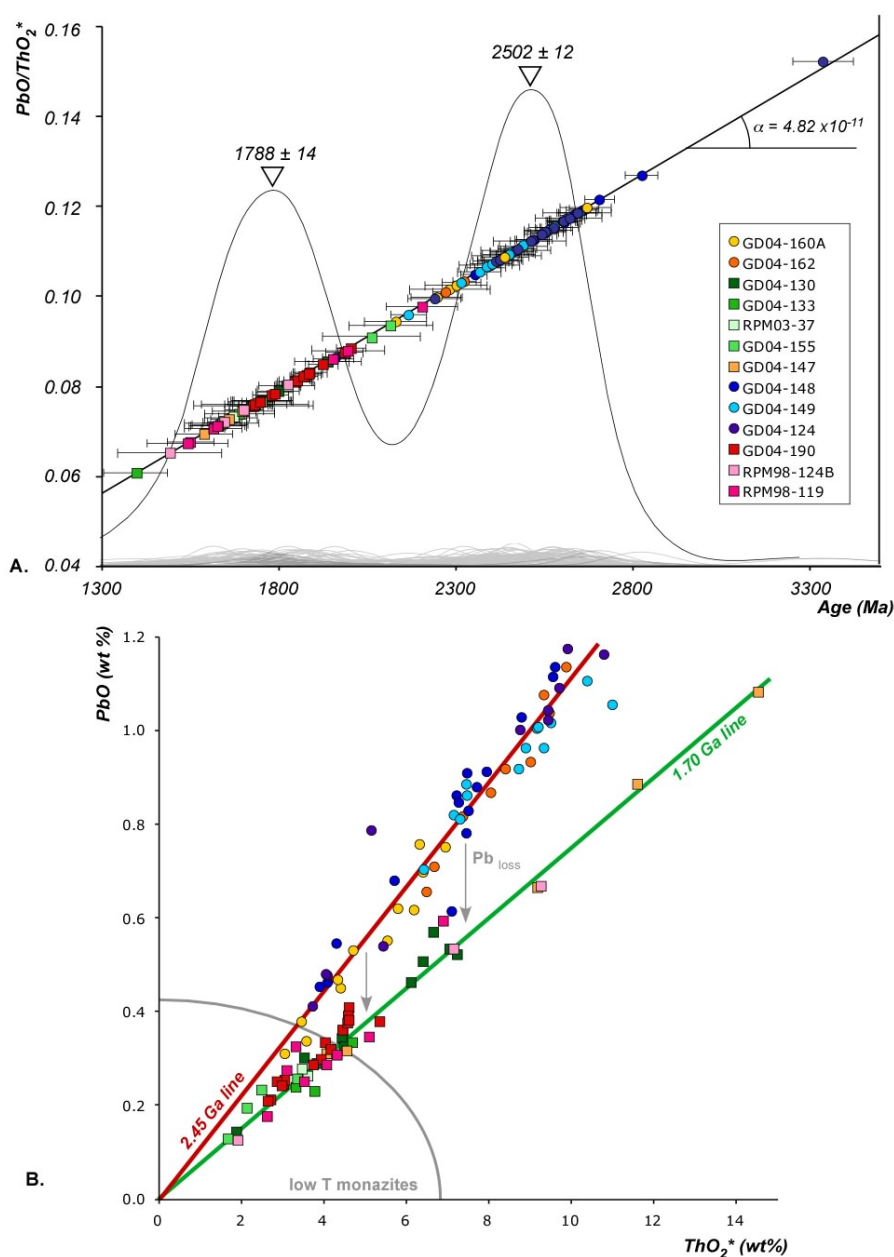 PbO/ThO₂*
0.16
0.14
0.12
0.10
0.08
0.06
0.04
2502 ± 12
1788 ± 14
α = 4.82 x10⁻¹¹
GD04-160A
GD04-162
GD04-130
GD04-133
RPM03-37
GD04-155
GD04-147
GD04-148
GD04-149
GD04-124
GD04-190
RPM98-124B
RPM98-119
A.
1300 1800 2300 2800 3300
Age (Ma)
PbO (wt %)
1.2
1.0
0.8
0.6
0.4
0.2
0.0
1.70 Ga line
Pb loss
2.45 Ga line
low T monazites
B.
0 2 4 6 8 10 12 14
ThO₂* (wt%)